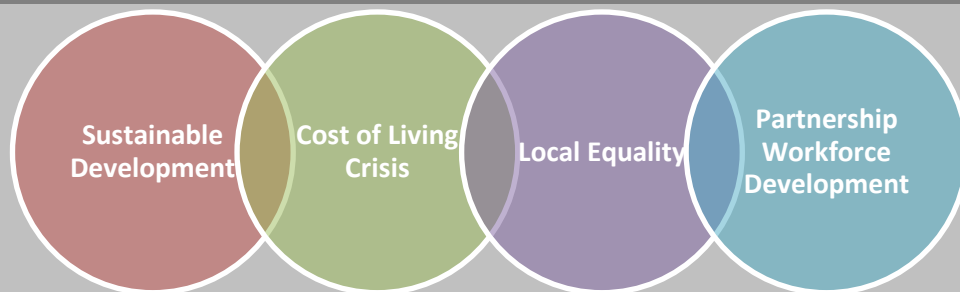 Sustainable
Development
Cost of Living
Crisis
Local Equality
Partnership
Workforce
Development